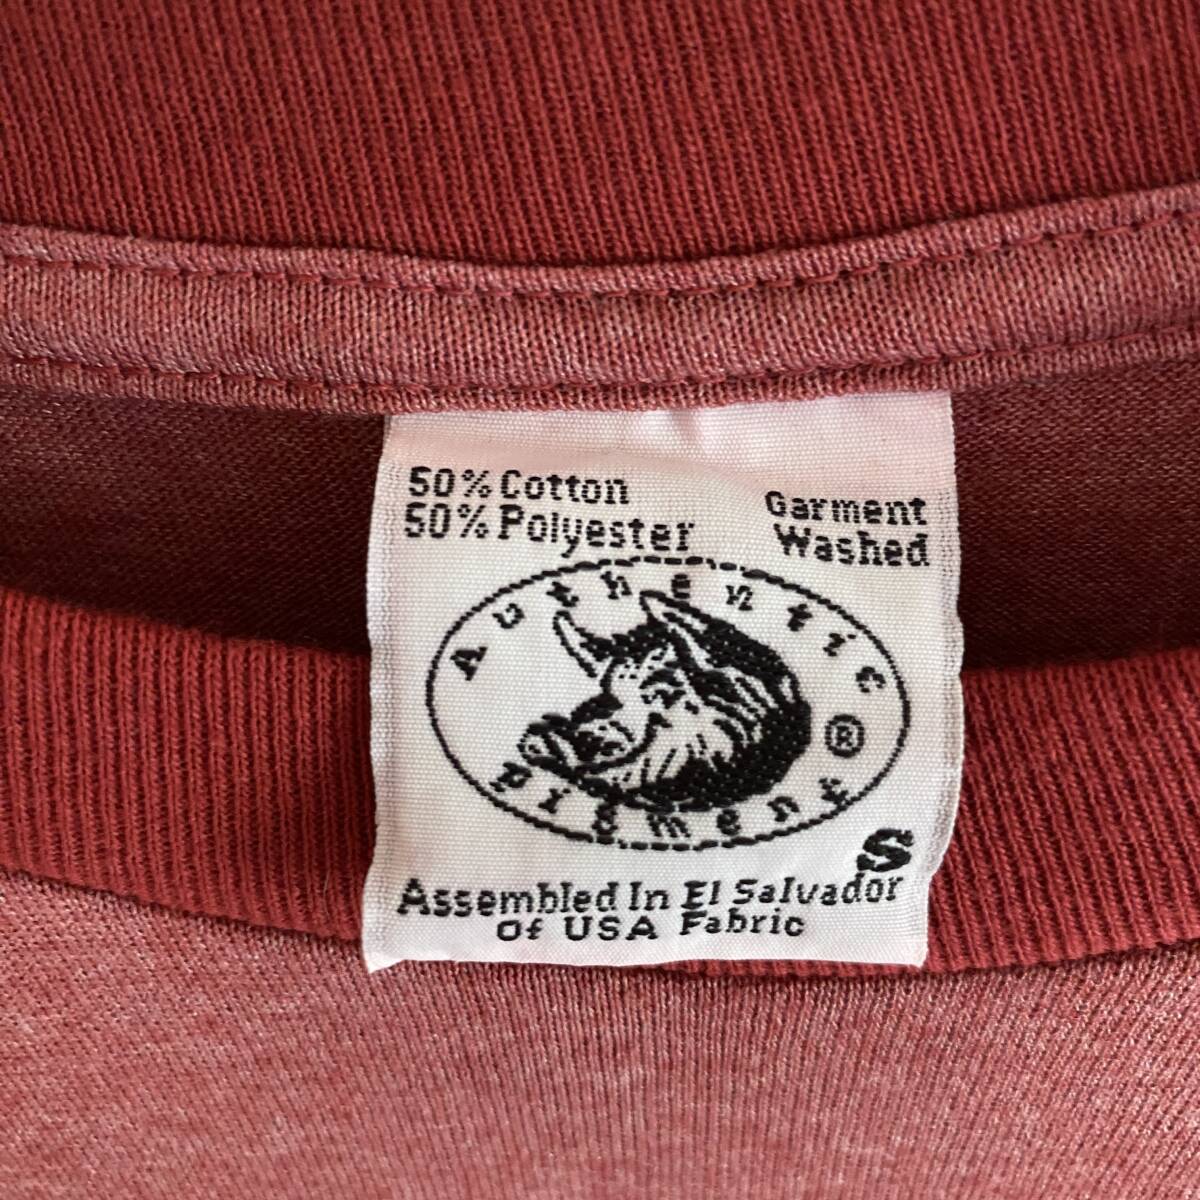 50% Cotton
50% Polyester
Garment
Washed
Authentic
Pigment ®
S
Assembled In El Salvador
Of USA Fabric